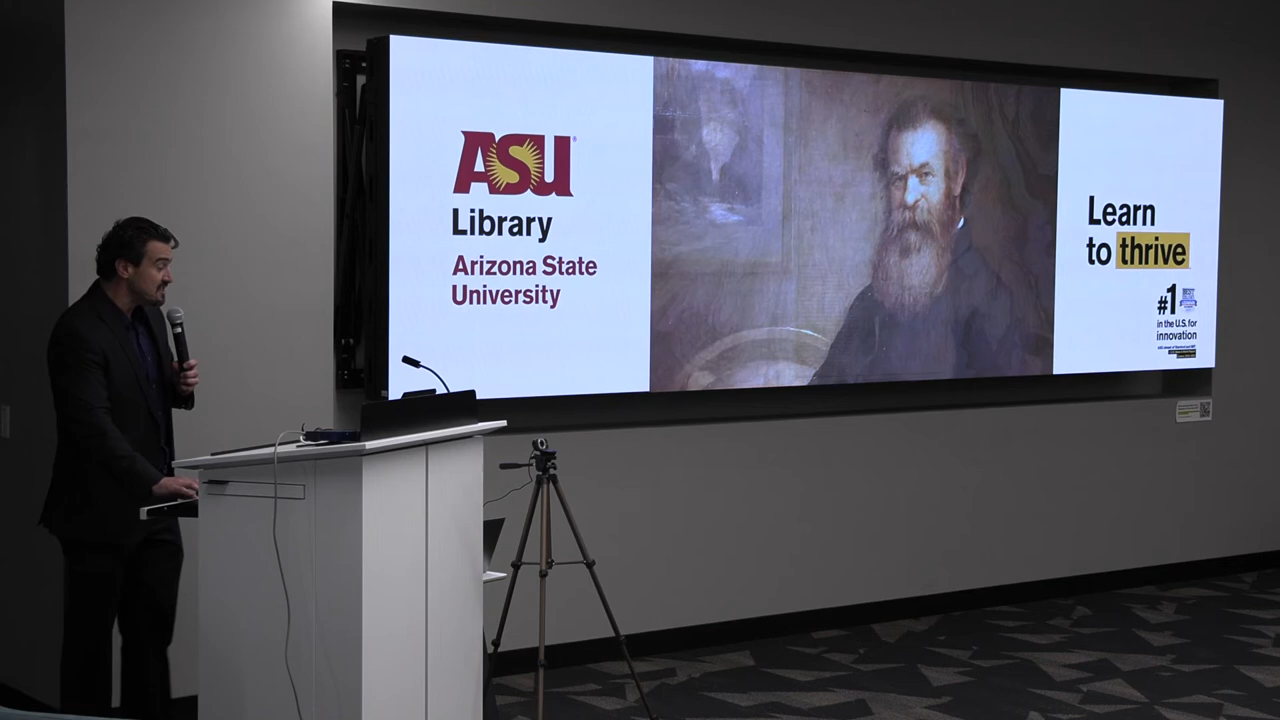 ASU
Library
Arizona State
University
Learn
to thrive
#1
in the U.S. for
innovation